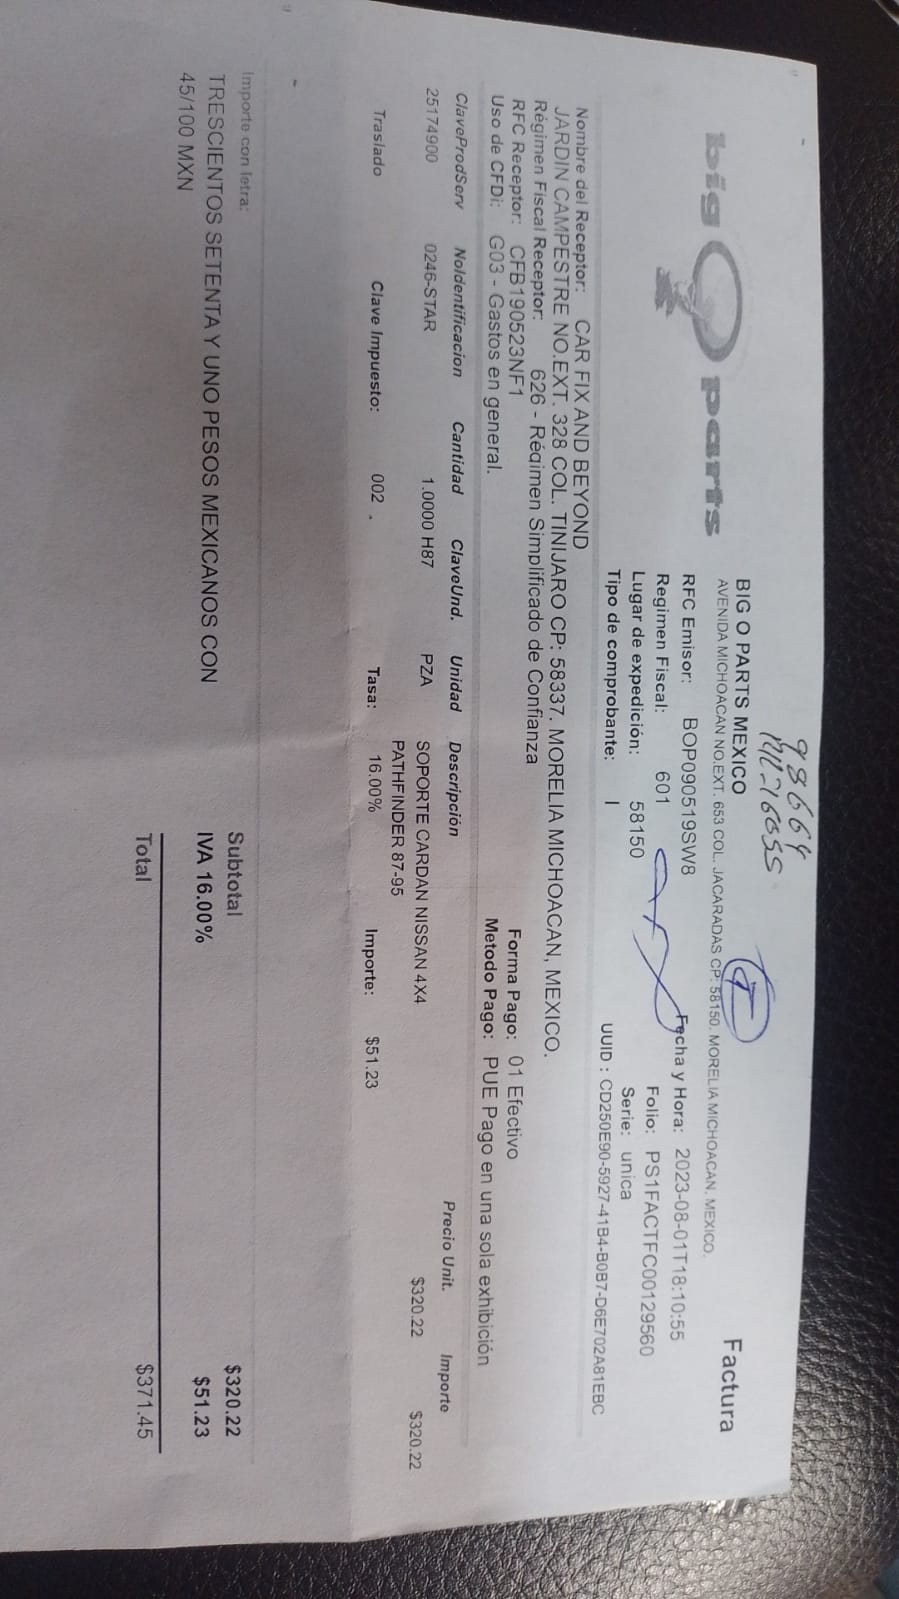 98664
big O parts
BIG O PARTS MEXICO
Factura
AVENIDA MICHOACAN NO.EXT. 653 COL. JACARADAS CP: 58150. MORELIA MICHOACAN. MEXICO.
RFC Emisor: BOP090519SW8
Fecha y Hora: 2023-08-01T18:10:55
Regimen Fiscal: 601
Folio: PS1FACTFC00129560
Lugar de expedición: 58150
Serie: unica
Tipo de comprobante: I
UUID : CD250E90-5927-41B4-B0B7-D6E702A81EBC
Nombre del Receptor: CAR FIX AND BEYOND
JARDIN CAMPESTRE NO.EXT. 328 COL. TINIJARO CP: 58337. MORELIA MICHOACAN, MEXICO.
Régimen Fiscal Receptor: 626 - Régimen Simplificado de Confianza
RFC Receptor: CFB190523NF1
Forma Pago: 01 Efectivo
Uso de CFDi: G03 - Gastos en general.
Metodo Pago: PUE Pago en una sola exhibición
ClaveProdServ NoIdentificacion Cantidad ClaveUnd. Unidad Descripción Precio Unit. Importe
25174900 0246-STAR 1.0000 H87 PZA SOPORTE CARDAN NISSAN 4X4 $320.22 $320.22
PATHFINDER 87-95
Traslado Clave Impuesto: 002 . Tasa: 16.00% Importe: $51.23
Importe con letra:
TRESCIENTOS SETENTA Y UNO PESOS MEXICANOS CON
45/100 MXN
Subtotal $320.22
IVA 16.00% $51.23
Total $371.45